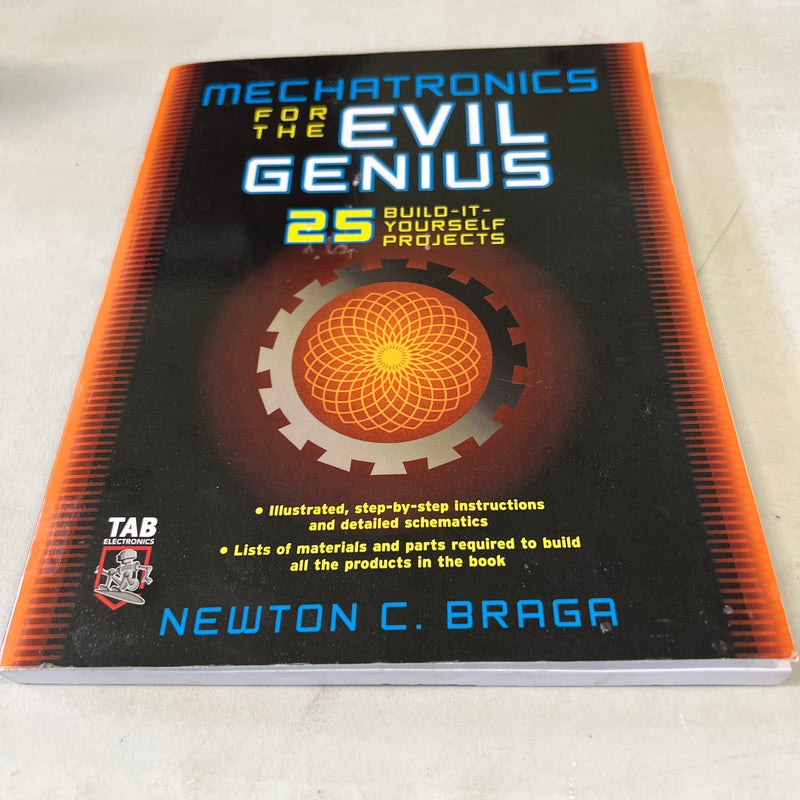 MECHATRONICS
FOR
THE
EVIL
GENIUS
25
BUILD-IT-
YOURSELF
PROJECTS
• Illustrated, step-by-step instructions
and detailed schematics
• Lists of materials and parts required to build
all the products in the book
TAB
ELECTRONICS
NEWTON C. BRAGA